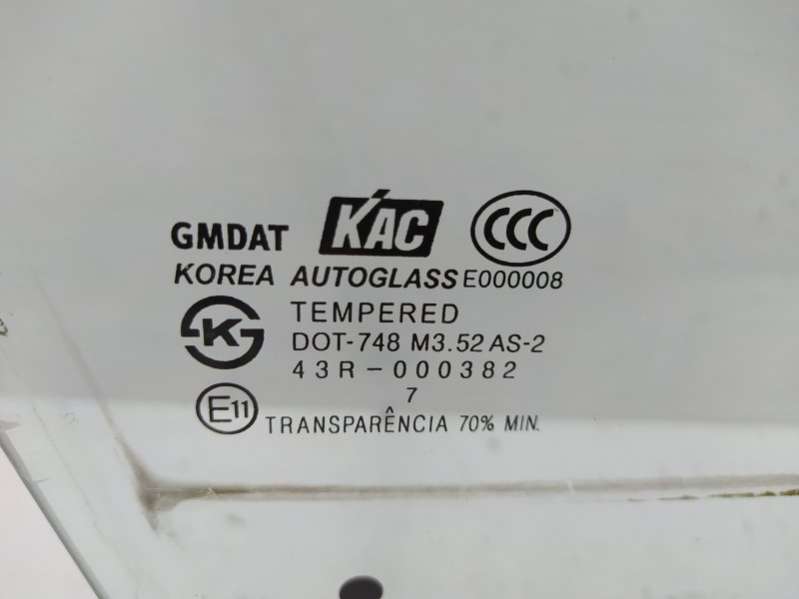 GMDAT KAC CCC
KOREA AUTOGLASS E000008
K TEMPERED
DOT-748 M3.52 AS-2
43R-000382
7
E11 TRANSPARÊNCIA 70% MIN.